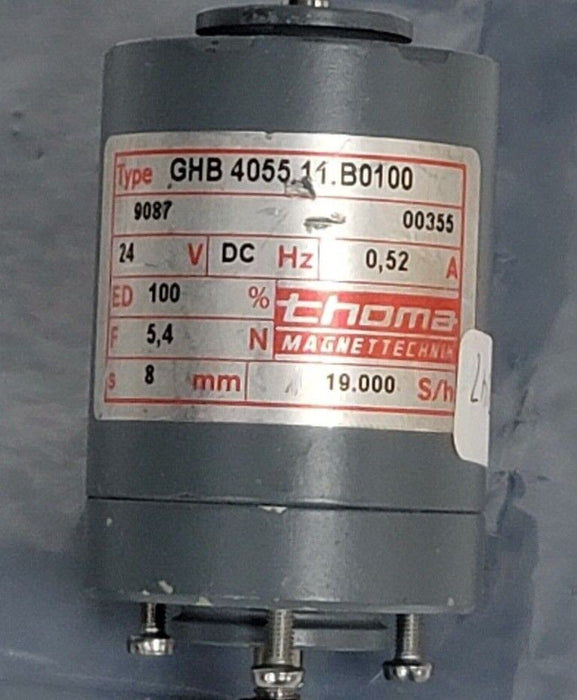 Type GHB 4055.11.B0100
9087 00355
24 V DC Hz 0,52 A
ED 100 %
thoma
F 5,4 N
MAGNETTECHNIK
s 8 mm 19.000 S/h